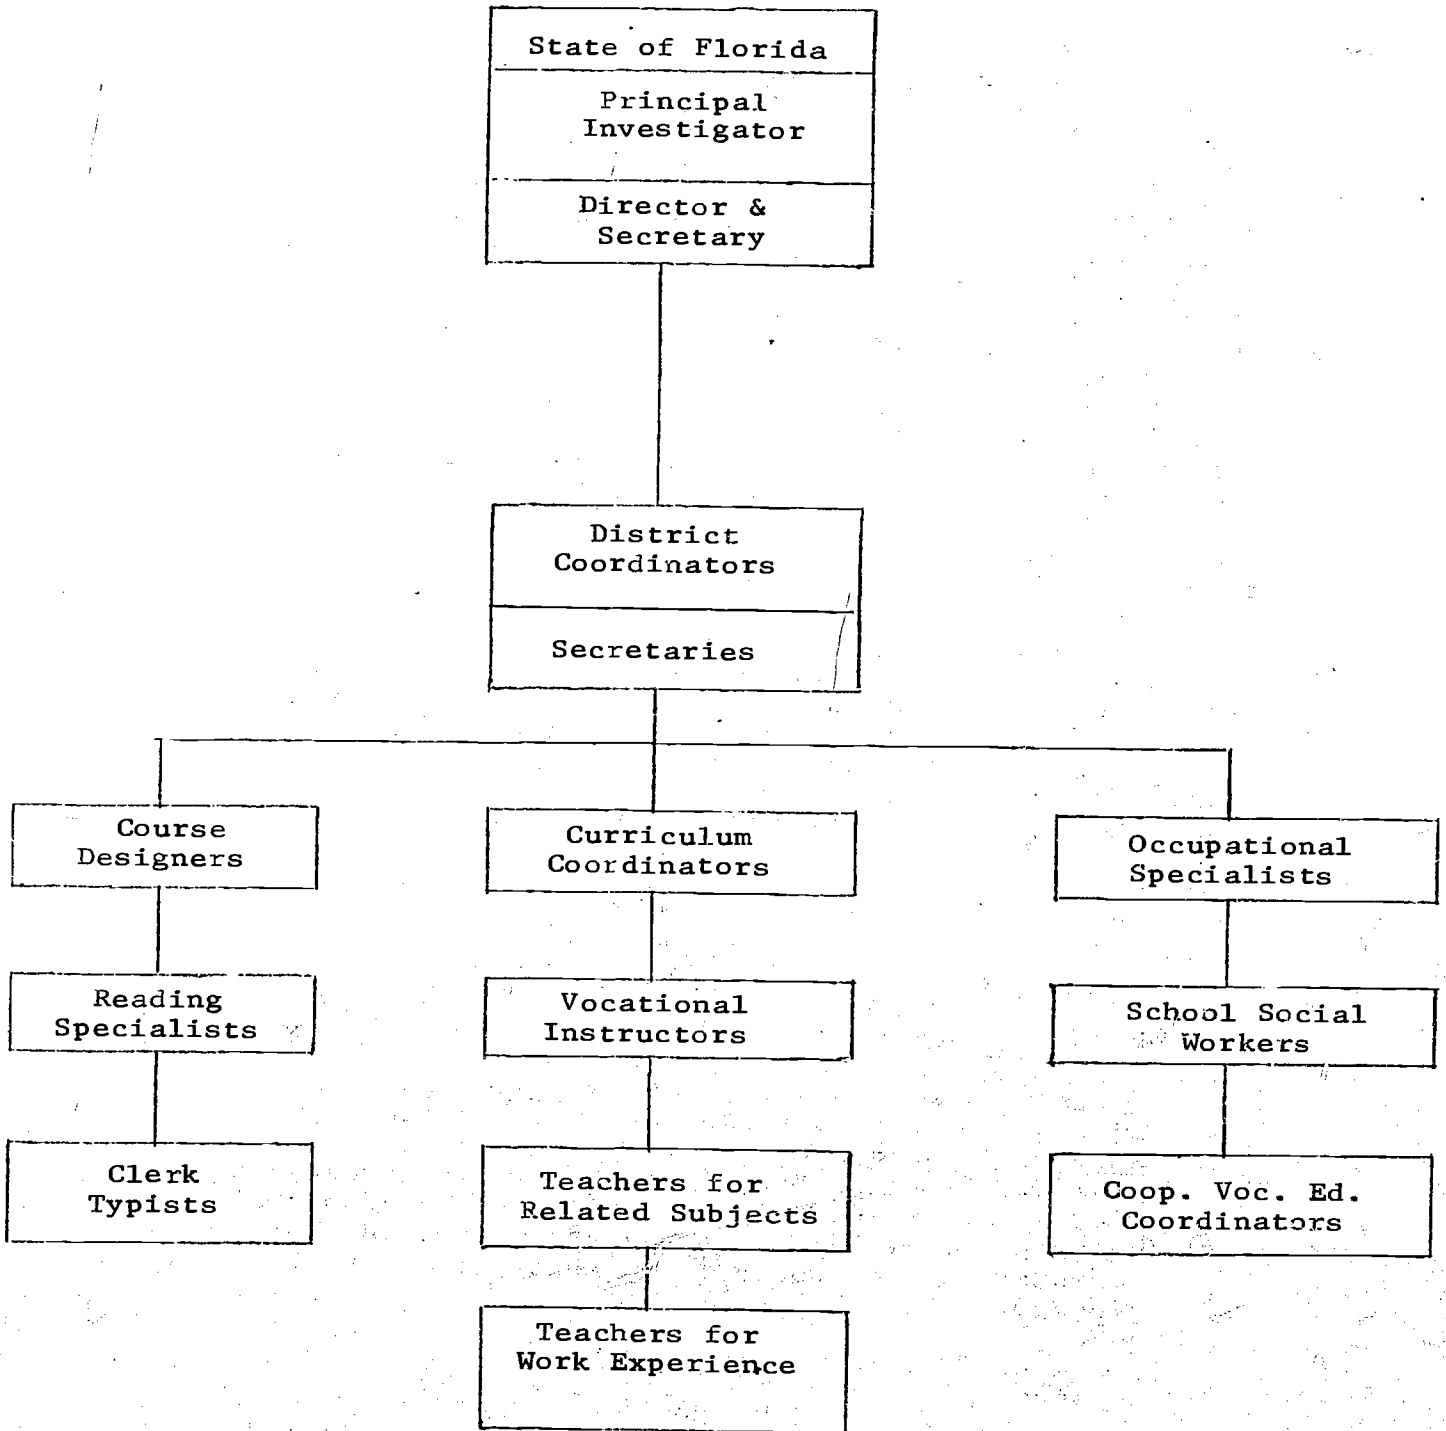 State of Florida
Principal
Investigator
Director &
Secretary
District
Coordinators
Secretaries
Course
Designers
Curriculum
Coordinators
Occupational
Specialists
Reading
Specialists
Vocational
Instructors
School Social
Workers
Clerk
Typists
Teachers for
Related Subjects
Coop. Voc. Ed.
Coordinators
Teachers for
Work Experience